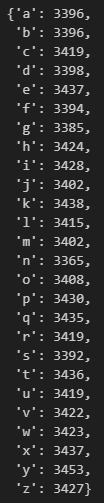 {'a': 3396,
'b': 3396,
'c': 3419,
'd': 3398,
'e': 3437,
'f': 3394,
'g': 3385,
'h': 3424,
'i': 3428,
'j': 3402,
'k': 3438,
'l': 3415,
'm': 3402,
'n': 3365,
'o': 3408,
'p': 3430,
'q': 3435,
'r': 3419,
's': 3392,
't': 3436,
'u': 3419,
'v': 3422,
'w': 3423,
'x': 3437,
'y': 3453,
'z': 3427}